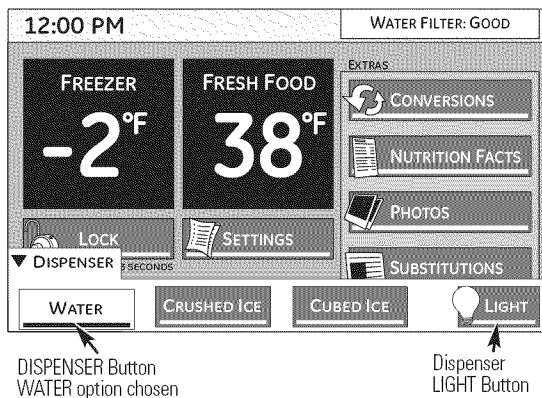 12:00 PM
WATER FILTER: GOOD
FREEZER
-2°F
FRESH FOOD
38°F
EXTRAS
CONVERSIONS
NUTRITION FACTS
PHOTOS
SUBSTITUTIONS
LOCK
3 SECONDS
SETTINGS
▼ DISPENSER
WATER
CRUSHED ICE
CUBED ICE
LIGHT
DISPENSER Button
WATER option chosen
Dispenser
LIGHT Button